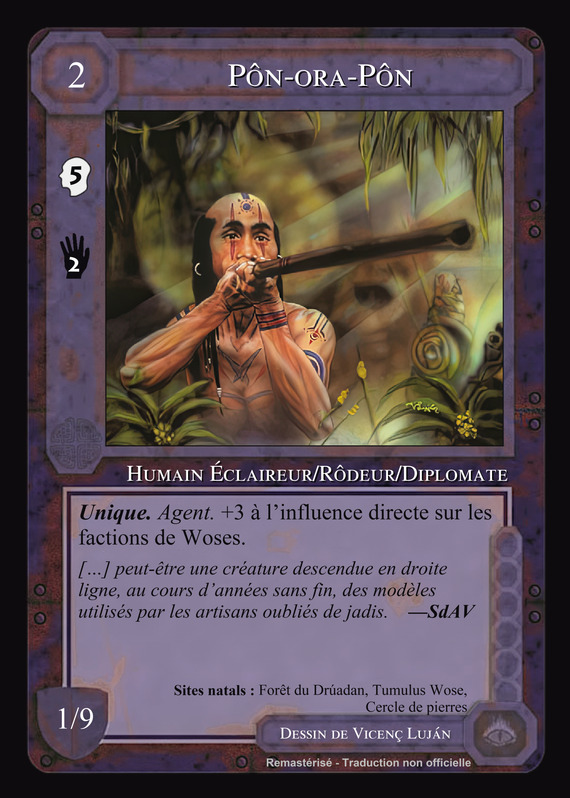 2
Pôn-ora-Pôn
5
2
Humain Éclaireur/Rôdeur/Diplomate
Unique. Agent. +3 à l’influence directe sur les
factions de Woses.
[…] peut-être une créature descendue en droite
ligne, au cours d’années sans fin, des modèles
utilisés par les artisans oubliés de jadis. —SdAV
Sites natals : Forêt du Drúadan, Tumulus Wose,
Cercle de pierres
1/9
Dessin de Vicenç Luján
Remastérisé - Traduction non officielle